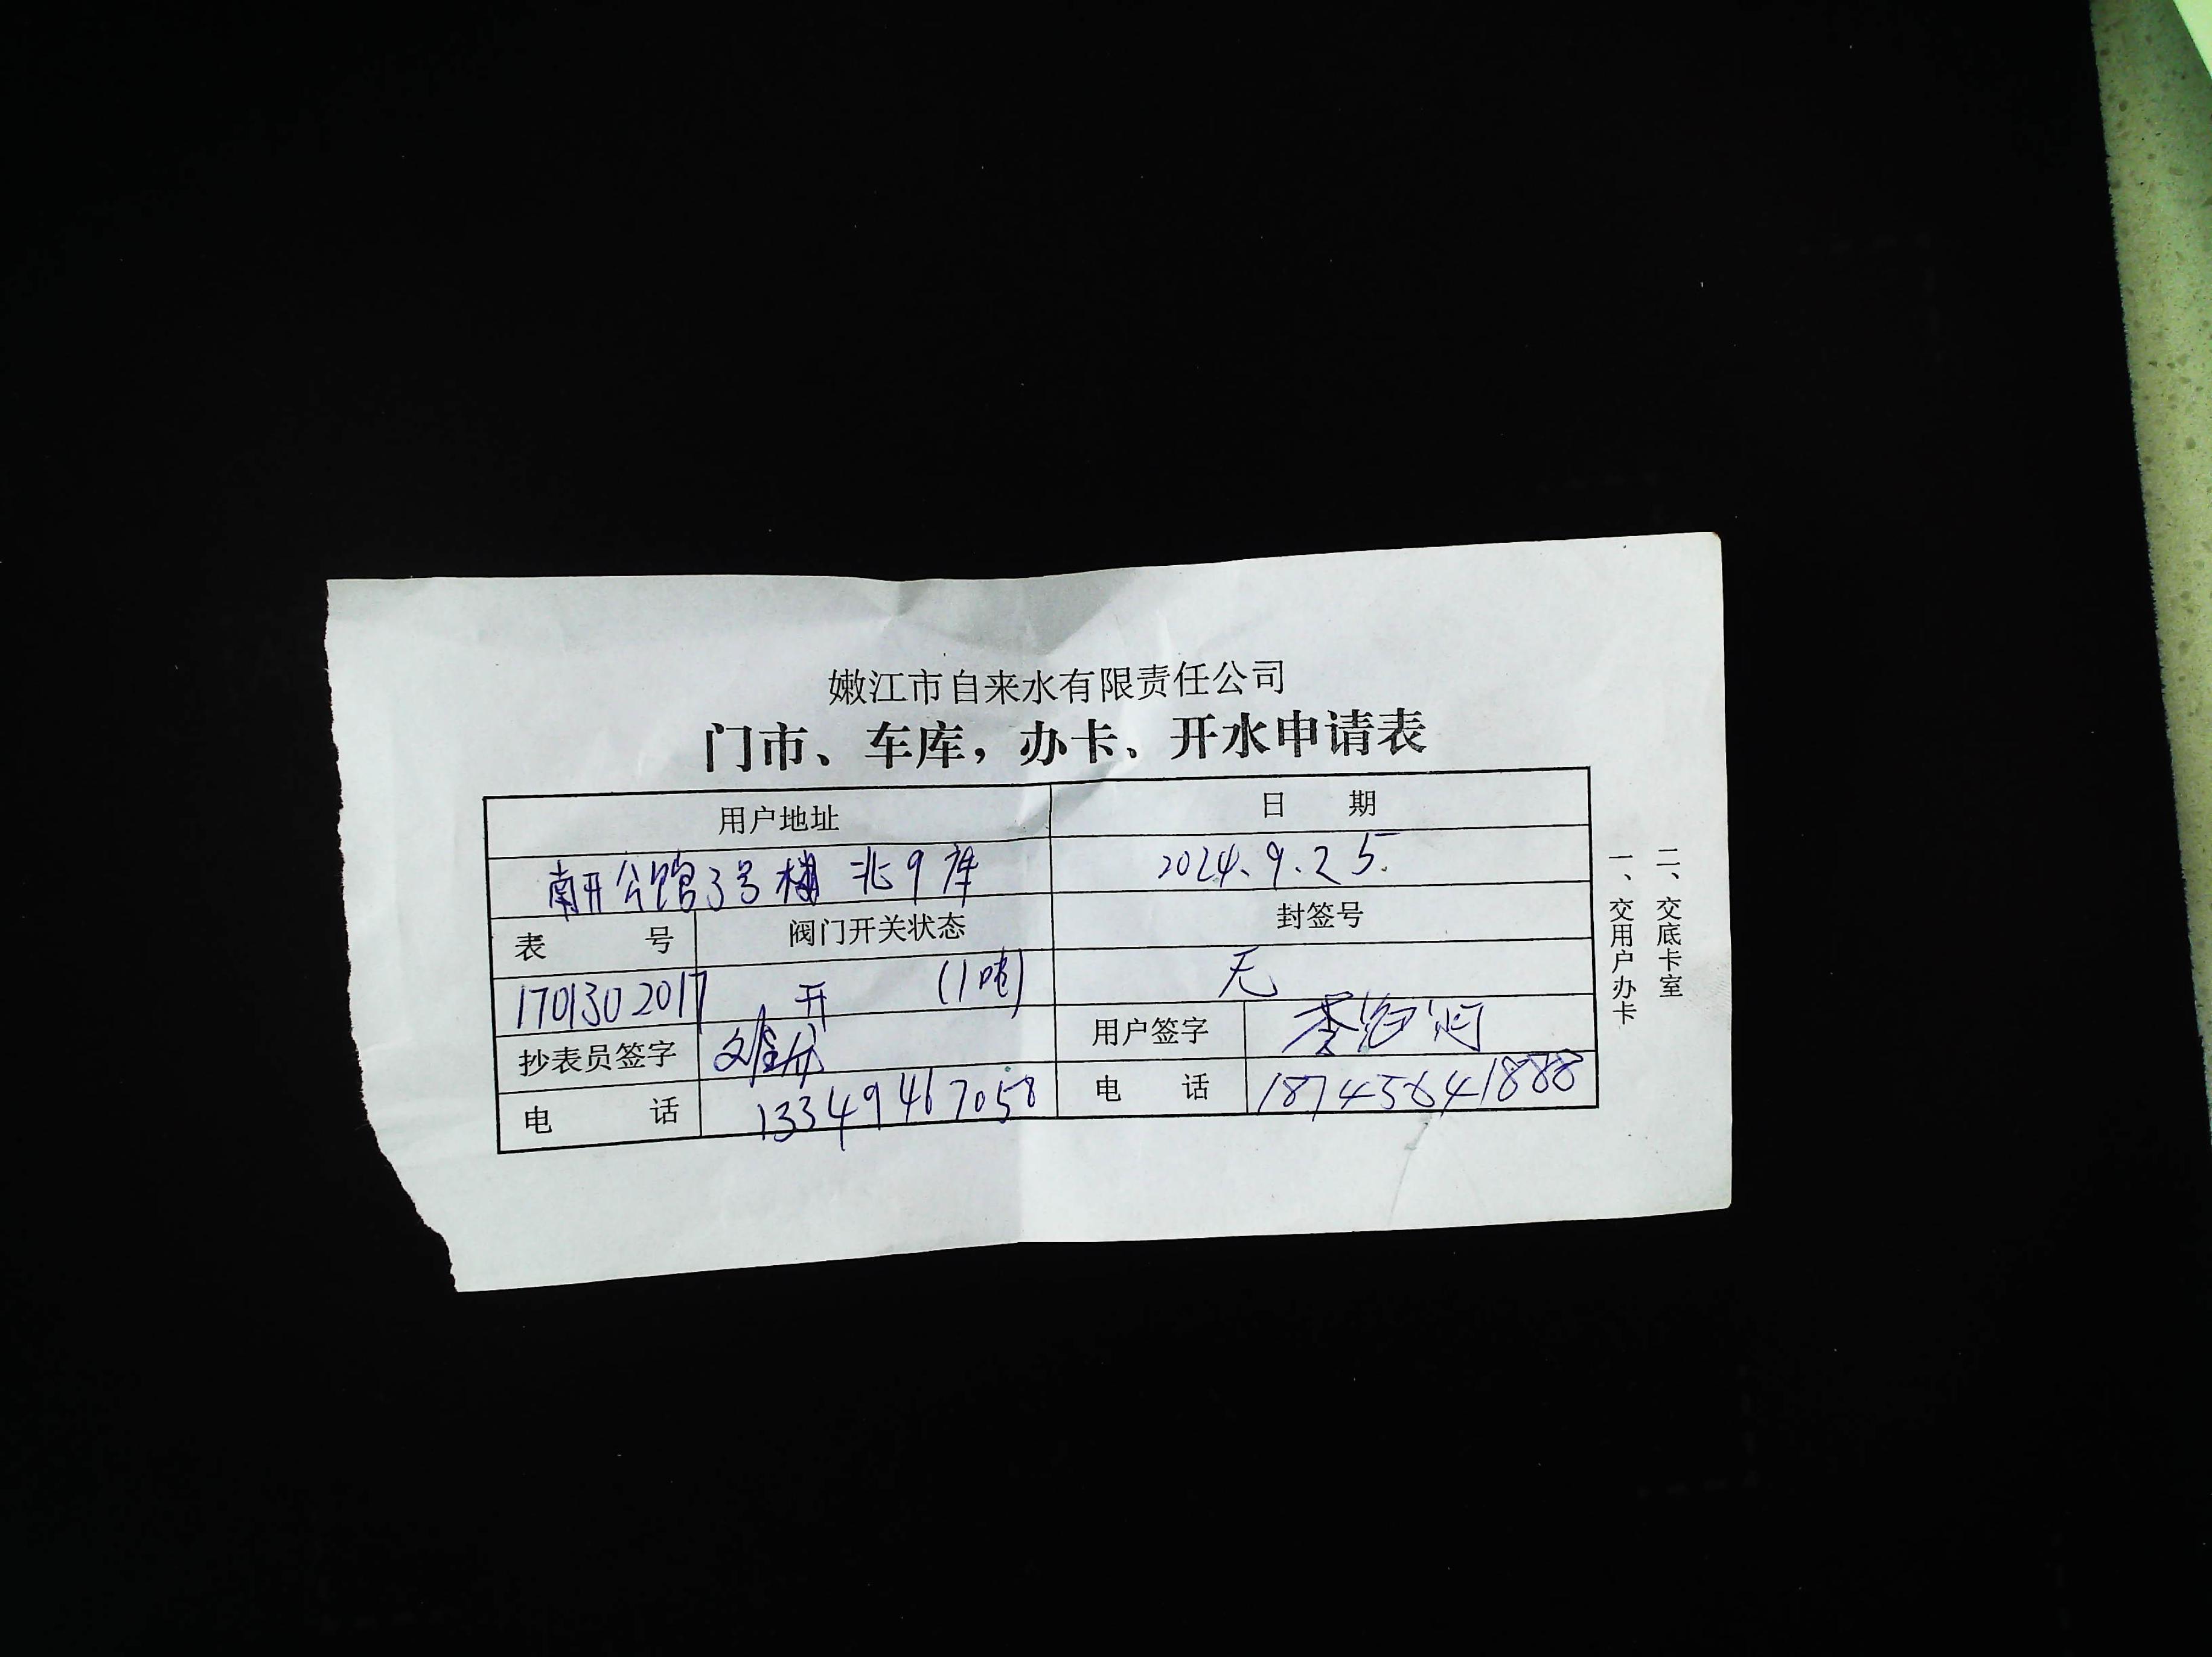 嫩江市自来水有限责任公司
门市、车库，办卡、开水申请表
用户地址 日 期
南开公馆3号楼 北9库 2024.9.25.
表 号 阀门开关状态 封签号
1701302017 开 (1吨) 无
抄表员签字 用户签字 李
电 话 13349467058 电 话 18745641888
一、交用户办卡
二、交底卡室